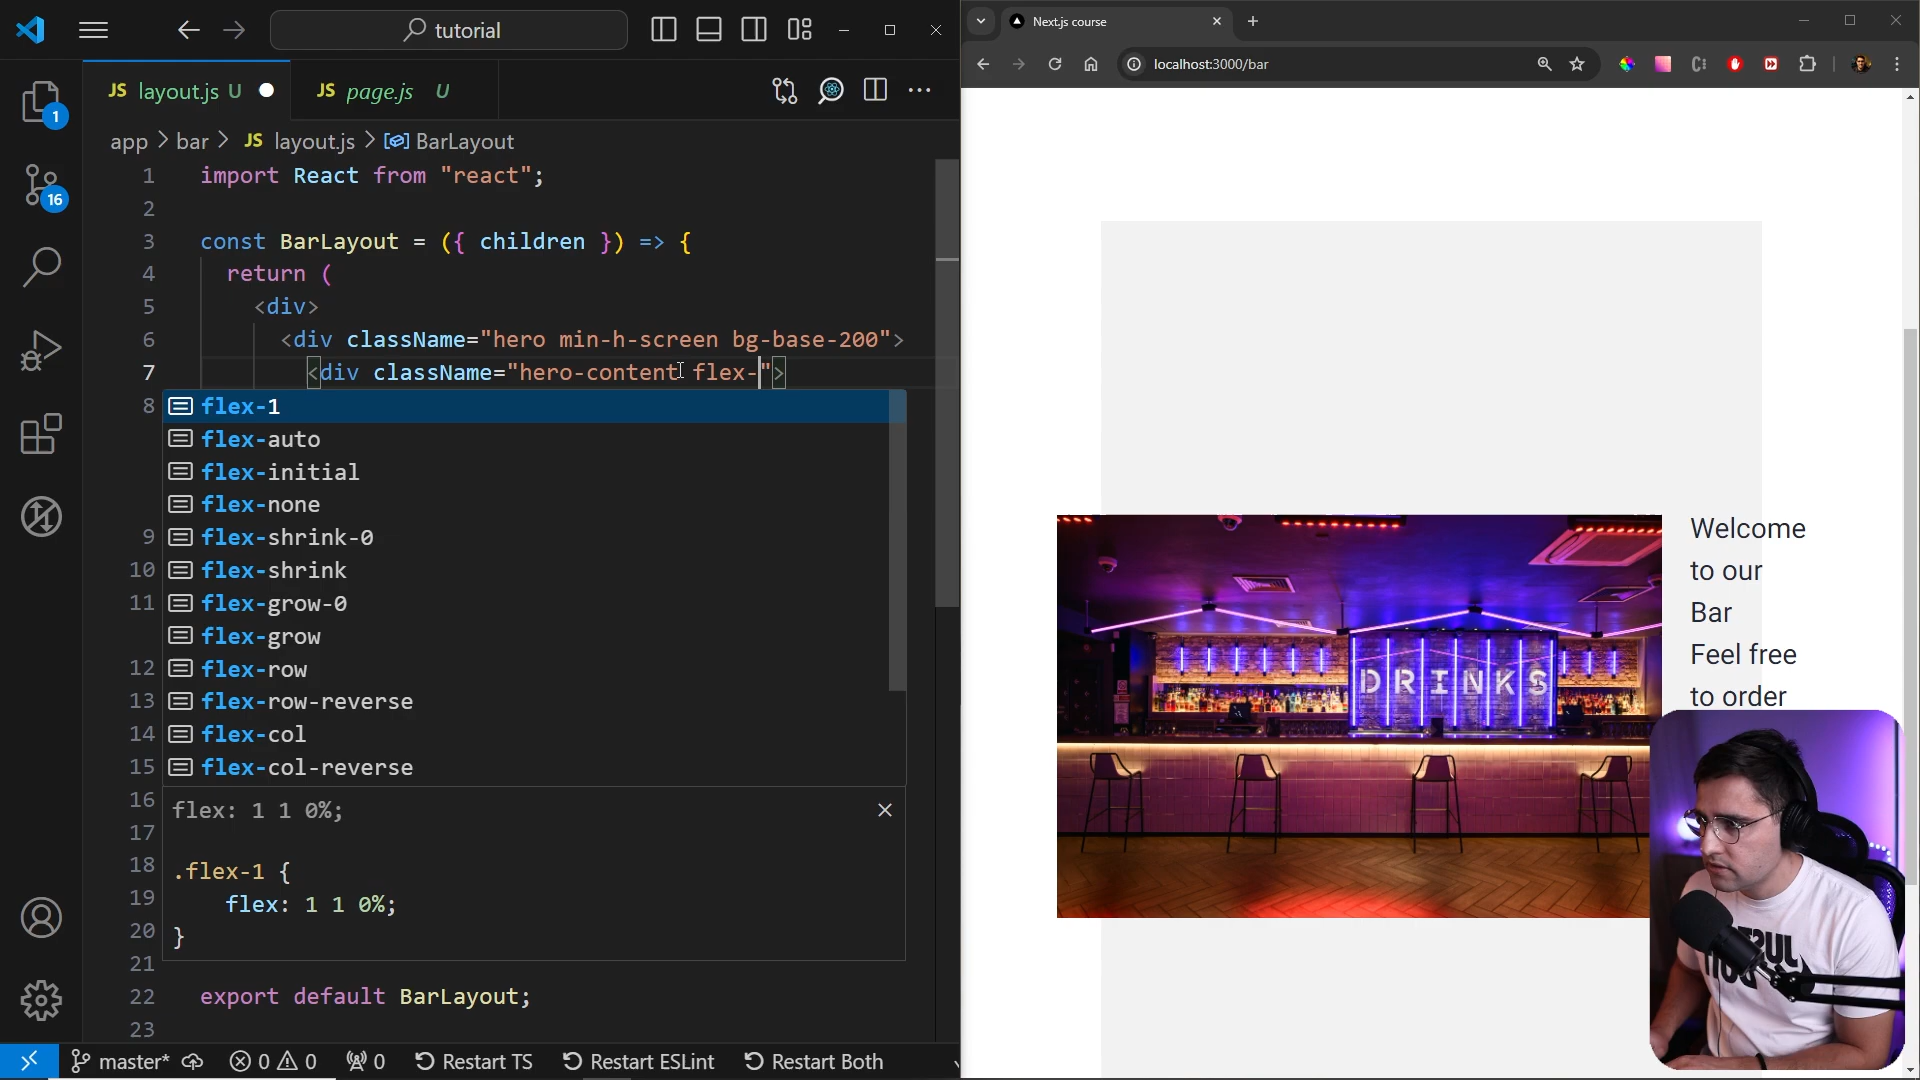 tutorial
JS layout.js U
JS page.js U
app > bar > JS layout.js > BarLayout
1 import React from "react";
2
3 const BarLayout = ({ children }) => {
4 return (
5 <div>
6 <div className="hero min-h-screen bg-base-200">
7 <div className="hero-content flex-">
8 flex-1
flex-auto
flex-initial
flex-none
9 flex-shrink-0
10 flex-shrink
11 flex-grow-0
flex-grow
12 flex-row
13 flex-row-reverse
14 flex-col
15 flex-col-reverse
16 flex: 1 1 0%;
17
18 .flex-1 {
19 flex: 1 1 0%;
20 }
21
22 export default BarLayout;
23
1
16
master* 0 0 0 Restart TS Restart ESLint Restart Both
Next.js course
localhost:3000/bar
DRINKS
Welcome
to our
Bar
Feel free
to order